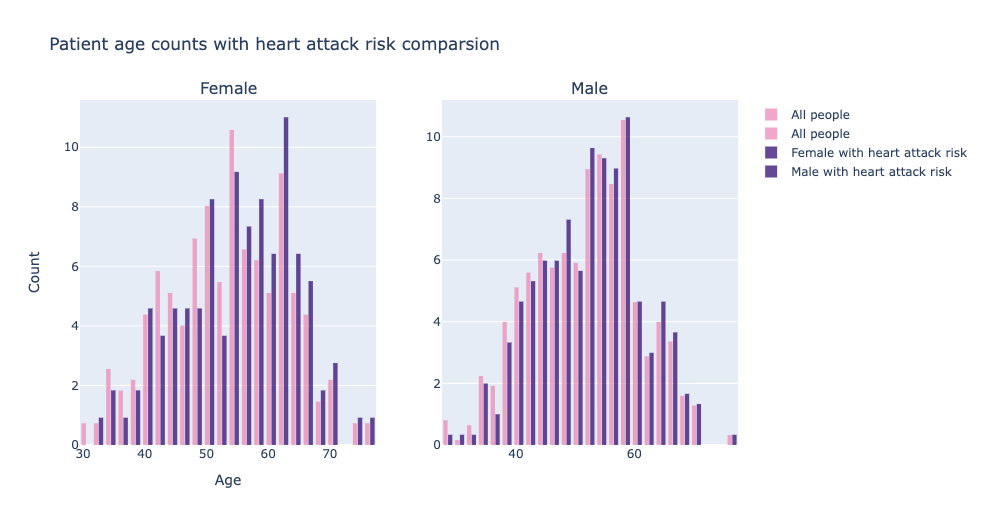 Patient age counts with heart attack risk comparsion
Female
Male
All people
All people
Female with heart attack risk
Male with heart attack risk
Count
10
8
6
4
2
0
30 40 50 60 70
Age
10
8
6
4
2
0
40 60